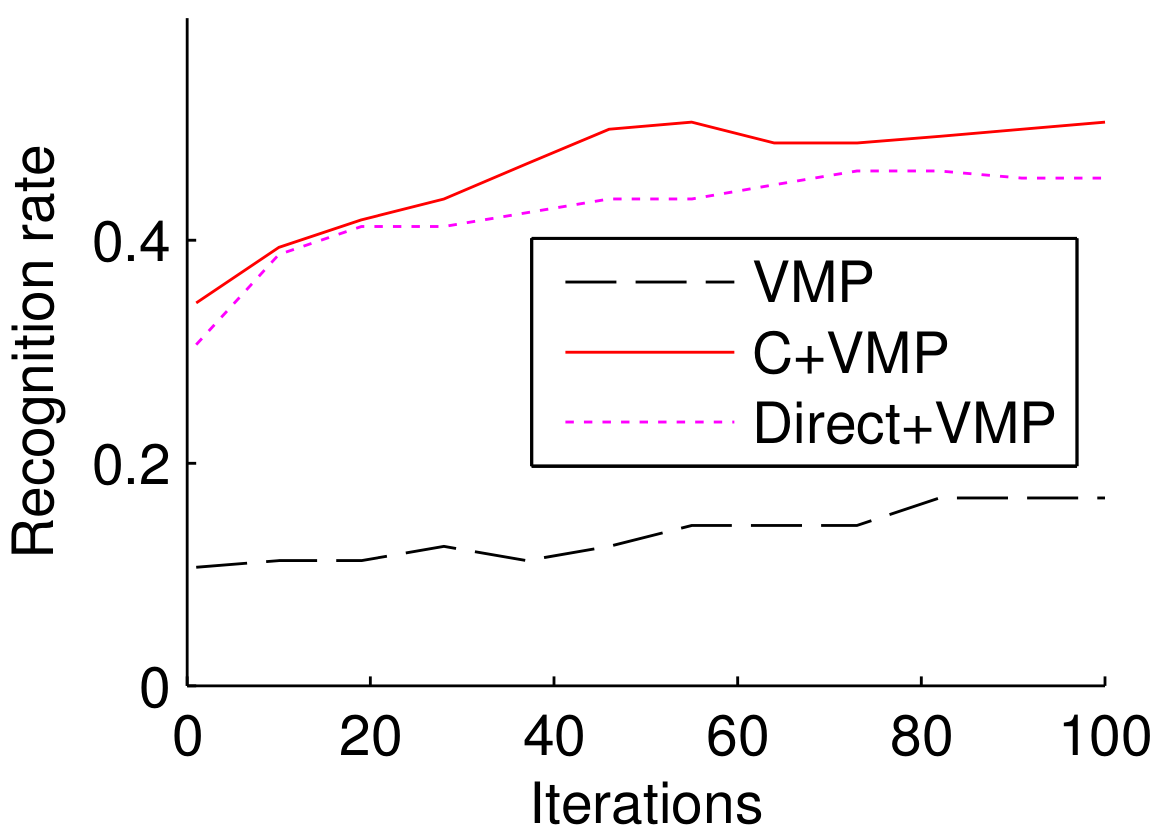 Recognition rate
0.4
0.2
0
0 20 40 60 80 100
Iterations
VMP
C+VMP
Direct+VMP